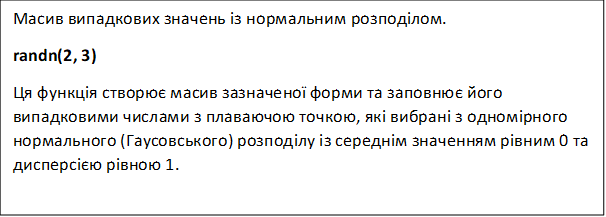 Масив випадкових значень із нормальним розподілом.
randn(2, 3)
Ця функція створює масив зазначеної форми та заповнює його
випадковими числами з плаваючою точкою, які вибрані з одномірного
нормального (Гаусовського) розподілу із середнім значенням рівним 0 та
дисперсією рівною 1.